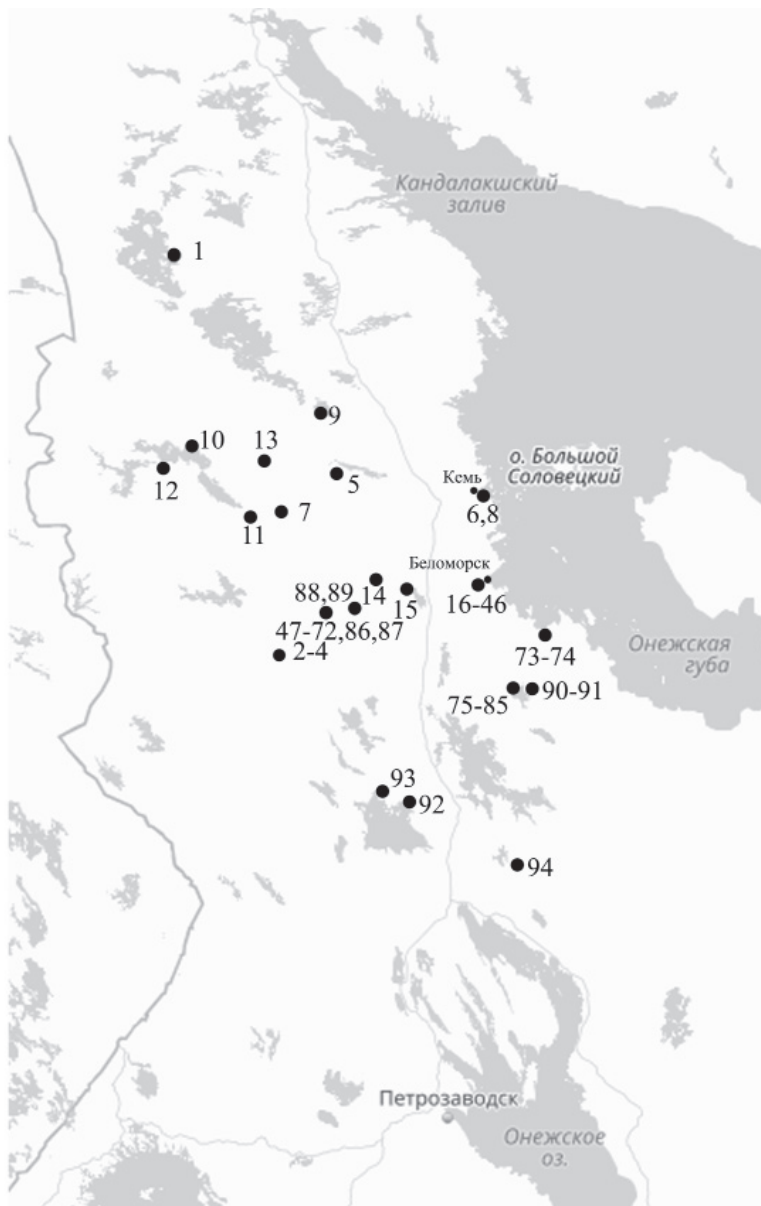 Кандалакшский
залив
1
9
10
13
о. Большой
Соловецкий
12
5
Кемь
6,8
7
11
Беломорск
14
88,89
15
16-46
47-72,86,87
2-4
73-74
Онежская
губа
75-85
90-91
93
92
94
Петрозаводск
Онежское
оз.